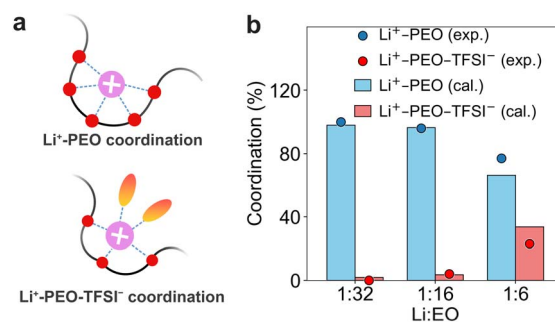 a
+
Li⁺-PEO coordination
+
Li⁺-PEO-TFSI⁻ coordination
b
Li⁺–PEO (exp.)
Li⁺–PEO–TFSI⁻ (exp.)
Li⁺–PEO (cal.)
Li⁺–PEO–TFSI⁻ (cal.)
Coordination (%)
120
80
40
0
1:32 1:16 1:6
Li:EO